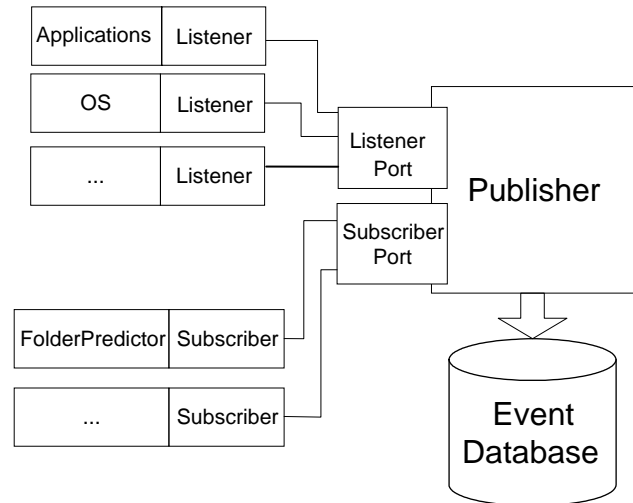 Applications Listener
OS Listener
... Listener
Listener
Port
Publisher
Subscriber
Port
FolderPredictor Subscriber
... Subscriber
Event
Database